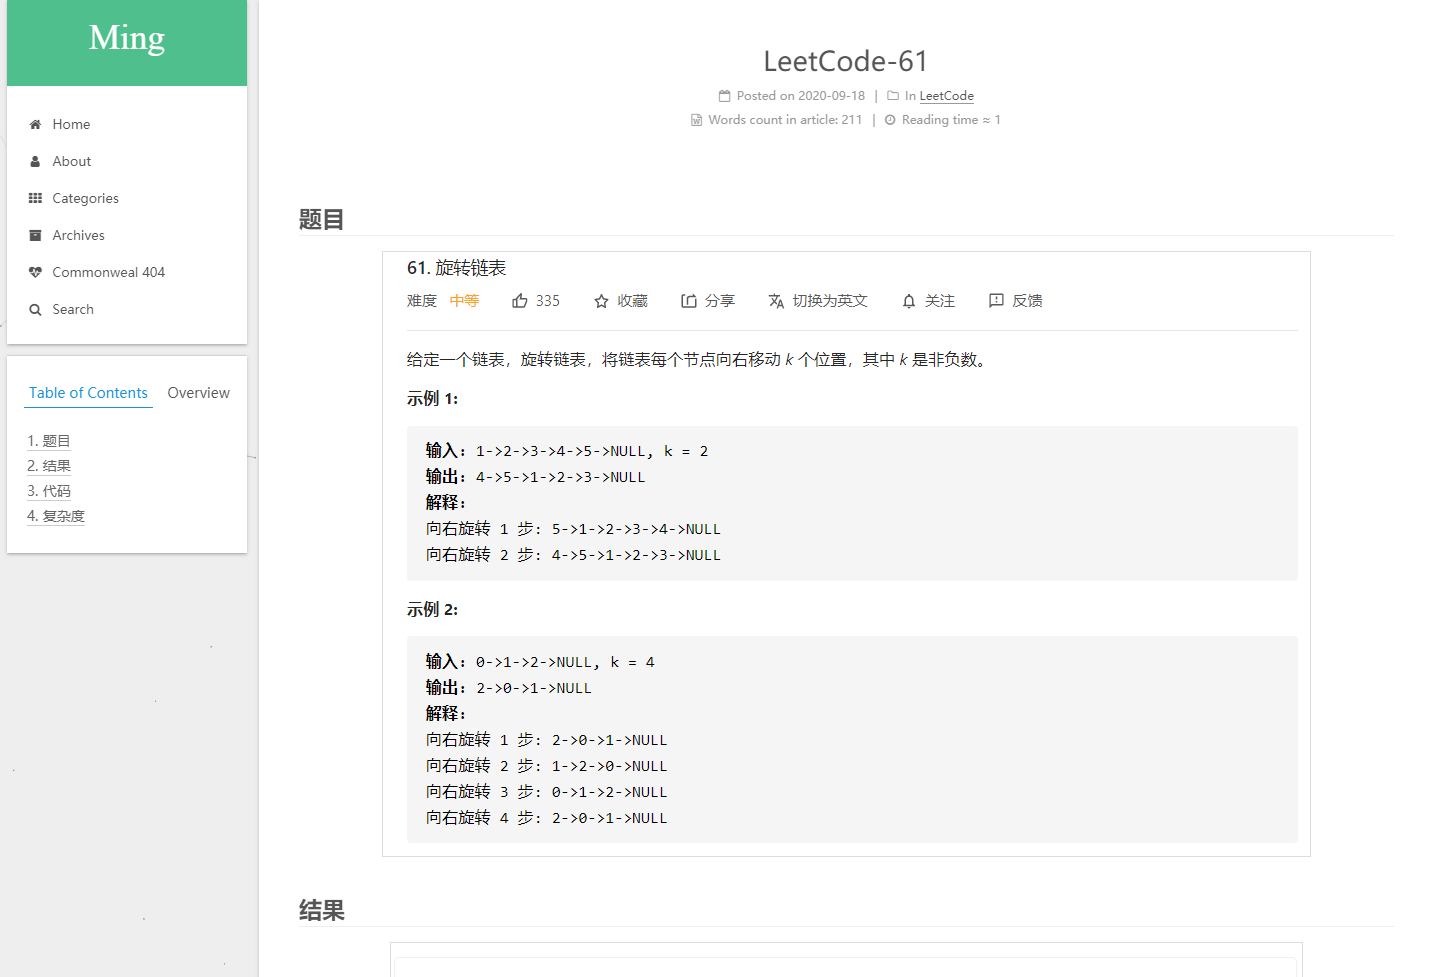 Ming
Home
About
Categories
Archives
Commonweal 404
Search
Table of Contents Overview
1. 题目
2. 结果
3. 代码
4. 复杂度
LeetCode-61
Posted on 2020-09-18 | In LeetCode
Words count in article: 211 | Reading time ≈ 1
题目
61. 旋转链表
难度 中等 335 收藏 分享 切换为英文 关注 反馈
给定一个链表，旋转链表，将链表每个节点向右移动 k 个位置，其中 k 是非负数。
示例 1:
输入: 1->2->3->4->5->NULL, k = 2
输出: 4->5->1->2->3->NULL
解释:
向右旋转 1 步: 5->1->2->3->4->NULL
向右旋转 2 步: 4->5->1->2->3->NULL
示例 2:
输入: 0->1->2->NULL, k = 4
输出: 2->0->1->NULL
解释:
向右旋转 1 步: 2->0->1->NULL
向右旋转 2 步: 1->2->0->NULL
向右旋转 3 步: 0->1->2->NULL
向右旋转 4 步: 2->0->1->NULL
结果